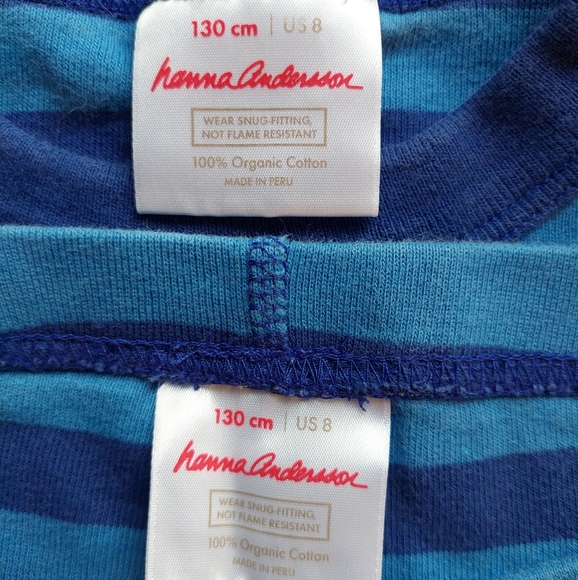 130 cm | US 8
hanna Andersson
WEAR SNUG-FITTING,
NOT FLAME RESISTANT
100% Organic Cotton
MADE IN PERU
130 cm | US 8
hanna Andersson
WEAR SNUG-FITTING,
NOT FLAME RESISTANT
100% Organic Cotton
MADE IN PERU